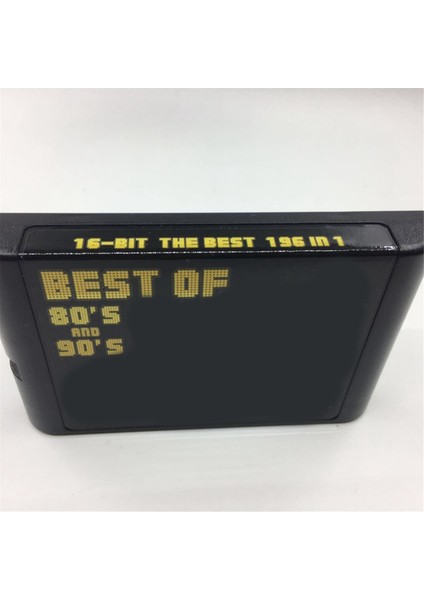 16-BIT THE BEST 196 in 1
BEST OF
80'S
AND
90'S